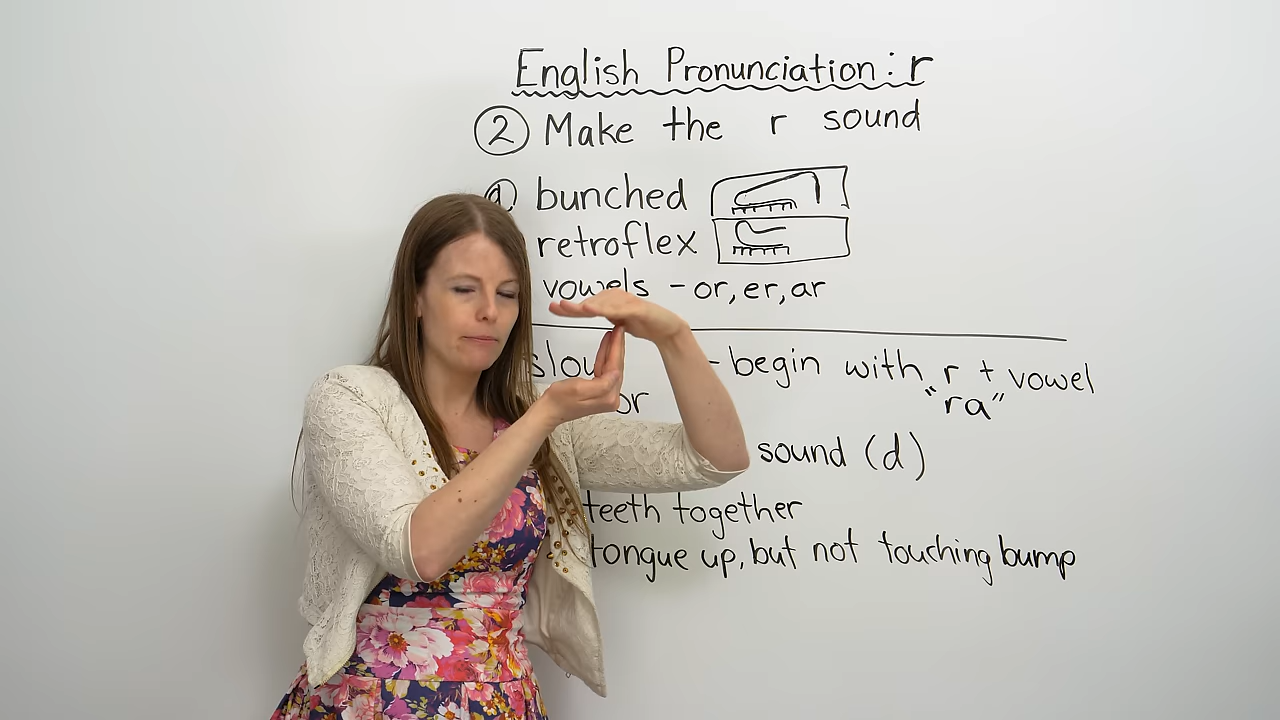 English Pronunciation: r
② Make the r sound
ⓐ bunched
retroflex
vowels - or, er, ar
- begin with r + vowel
"ra"
or
sound (d)
teeth together
tongue up, but not touching bump